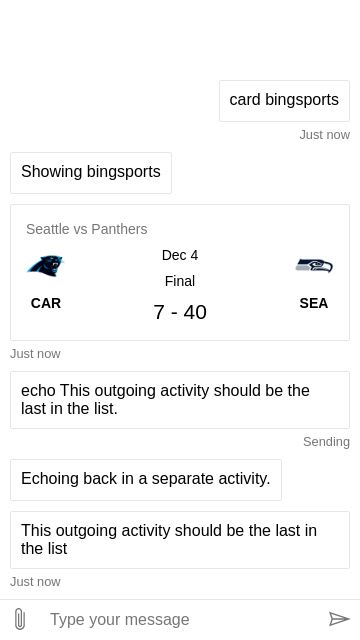 card bingsports
Just now
Showing bingsports
Seattle vs Panthers
Dec 4
Final
CAR
7 - 40
SEA
Just now
echo This outgoing activity should be the
last in the list.
Sending
Echoing back in a separate activity.
This outgoing activity should be the last in
the list
Just now
Type your message